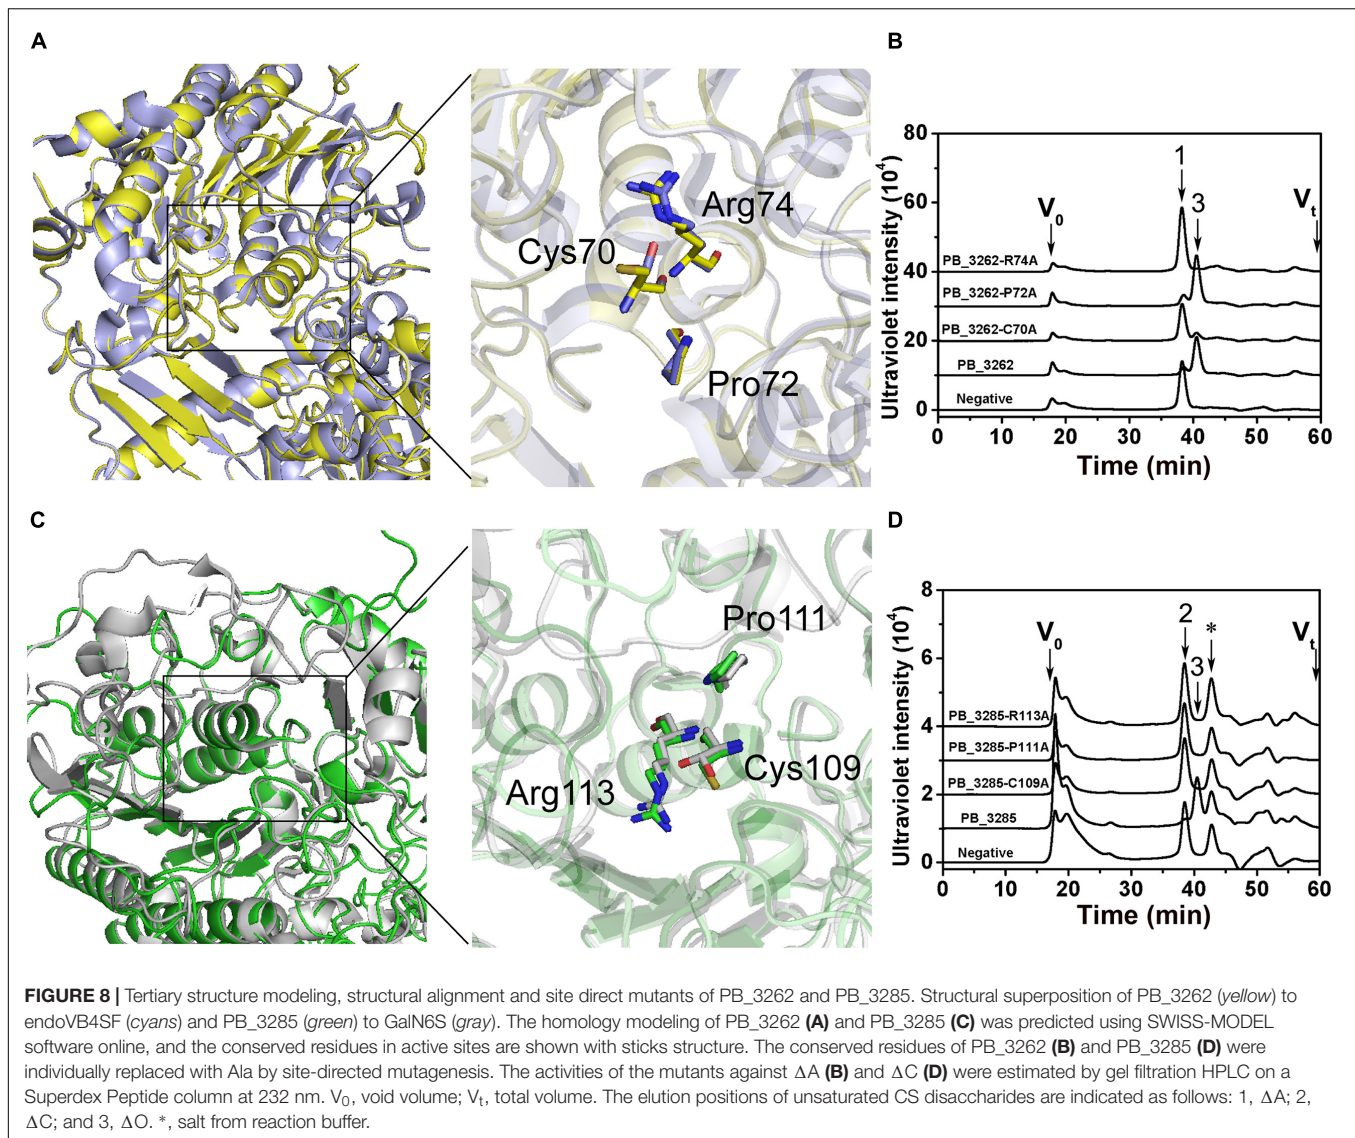 A
Arg74
Cys70
Pro72
B
Ultraviolet intensity (10⁴)
80
60
40
20
0
V₀
1
3
Vₜ
PB_3262-R74A
PB_3262-P72A
PB_3262-C70A
PB_3262
Negative
0 10 20 30 40 50 60
Time (min)
C
Pro111
Cys109
Arg113
D
Ultraviolet intensity (10⁴)
8
6
4
2
0
V₀
2
3
*
Vₜ
PB_3285-R113A
PB_3285-P111A
PB_3285-C109A
PB_3285
Negative
0 10 20 30 40 50 60
Time (min)
FIGURE 8 | Tertiary structure modeling, structural alignment and site direct mutants of PB_3262 and PB_3285. Structural superposition of PB_3262 (yellow) to
endoVB4SF (cyans) and PB_3285 (green) to GalN6S (gray). The homology modeling of PB_3262 (A) and PB_3285 (C) was predicted using SWISS-MODEL
software online, and the conserved residues in active sites are shown with sticks structure. The conserved residues of PB_3262 (B) and PB_3285 (D) were
individually replaced with Ala by site-directed mutagenesis. The activities of the mutants against ΔA (B) and ΔC (D) were estimated by gel filtration HPLC on a
Superdex Peptide column at 232 nm. V₀, void volume; Vₜ, total volume. The elution positions of unsaturated CS disaccharides are indicated as follows: 1, ΔA; 2,
ΔC; and 3, ΔO. *, salt from reaction buffer.